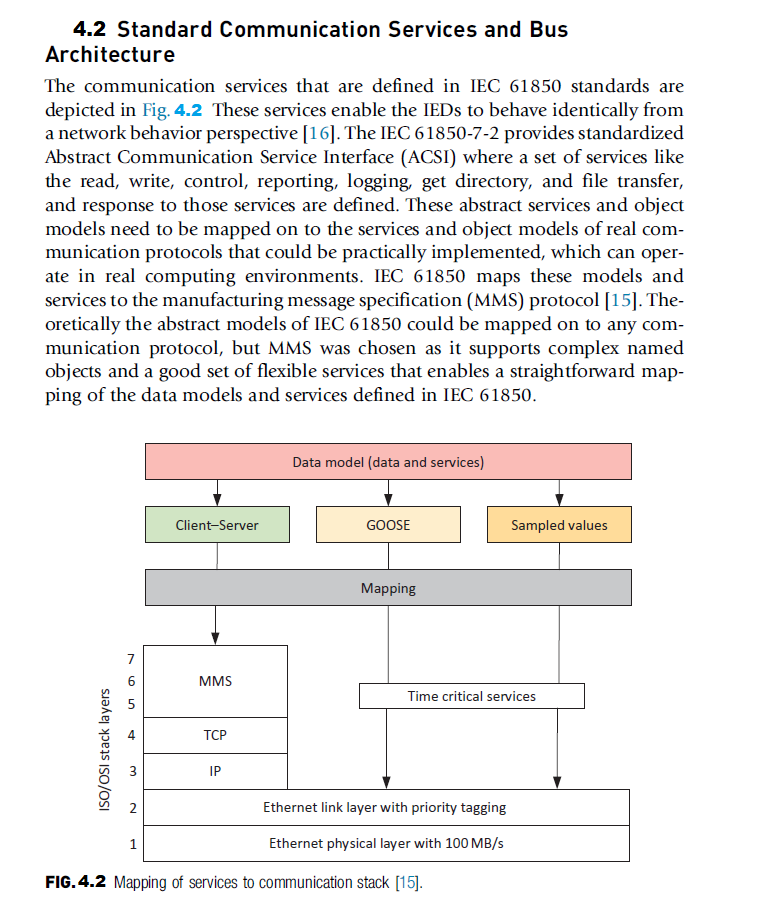 4.2 Standard Communication Services and Bus
Architecture
The communication services that are defined in IEC 61850 standards are
depicted in Fig. 4.2 These services enable the IEDs to behave identically from
a network behavior perspective [16]. The IEC 61850-7-2 provides standardized
Abstract Communication Service Interface (ACSI) where a set of services like
the read, write, control, reporting, logging, get directory, and file transfer,
and response to those services are defined. These abstract services and object
models need to be mapped on to the services and object models of real com-
munication protocols that could be practically implemented, which can oper-
ate in real computing environments. IEC 61850 maps these models and
services to the manufacturing message specification (MMS) protocol [15]. The-
oretically the abstract models of IEC 61850 could be mapped on to any com-
munication protocol, but MMS was chosen as it supports complex named
objects and a good set of flexible services that enables a straightforward map-
ping of the data models and services defined in IEC 61850.
Data model (data and services)
Client–Server
GOOSE
Sampled values
Mapping
ISO/OSI stack layers
7
6
MMS
5
Time critical services
4
TCP
3
IP
2
Ethernet link layer with priority tagging
1
Ethernet physical layer with 100 MB/s
FIG. 4.2 Mapping of services to communication stack [15].